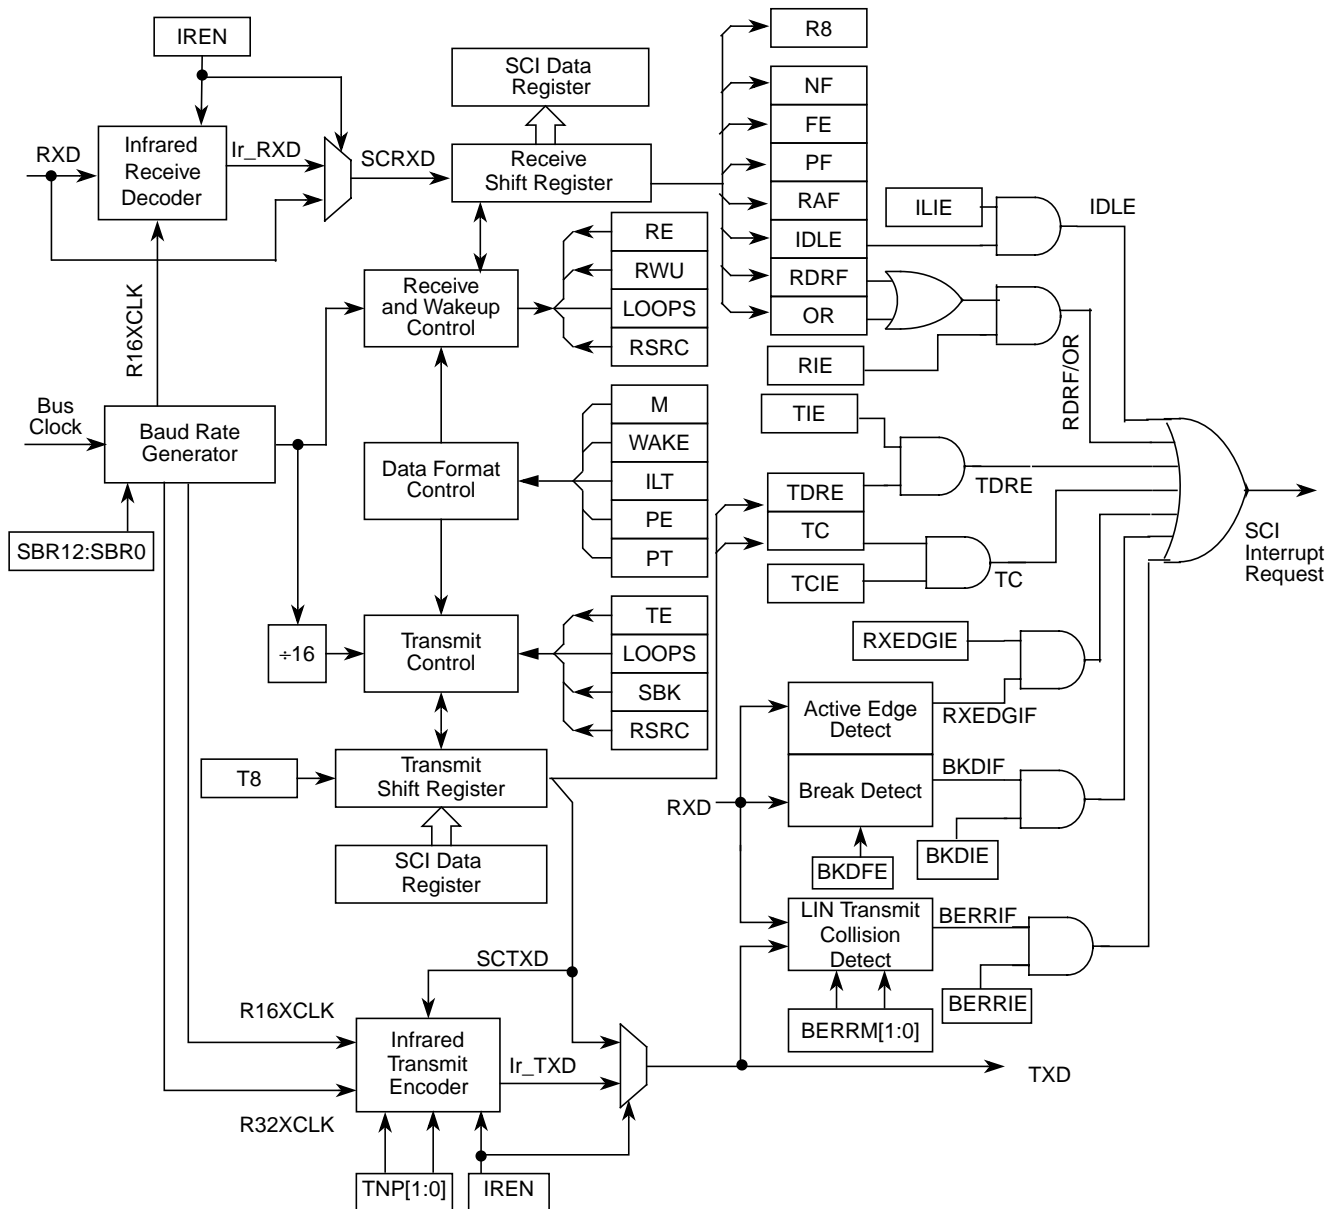 IREN
SCI Data
Register
R8
NF
FE
PF
RAF
IDLE
RDRF
OR
RXD
Infrared
Receive
Decoder
Ir_RXD
SCRXD
Receive
Shift Register
ILIE
IDLE
RE
RWU
LOOPS
RSRC
Receive
and Wakeup
Control
R16XCLK
RIE
RDRF/OR
Bus
Clock
Baud Rate
Generator
SBR12:SBR0
Data Format
Control
M
WAKE
ILT
PE
PT
TIE
TDRE
TC
TCIE
TDRE
TC
SCI
Interrupt
Request
÷16
Transmit
Control
TE
LOOPS
SBK
RSRC
RXEDGIE
Active Edge
Detect
RXEDGIF
T8
Transmit
Shift Register
RXD
Break Detect
BKDIF
BKDIE
BKDFE
SCI Data
Register
LIN Transmit
Collision
Detect
BERRIF
BERRIE
BERRM[1:0]
SCTXD
R16XCLK
Infrared
Transmit
Encoder
Ir_TXD
R32XCLK
TXD
TNP[1:0]
IREN